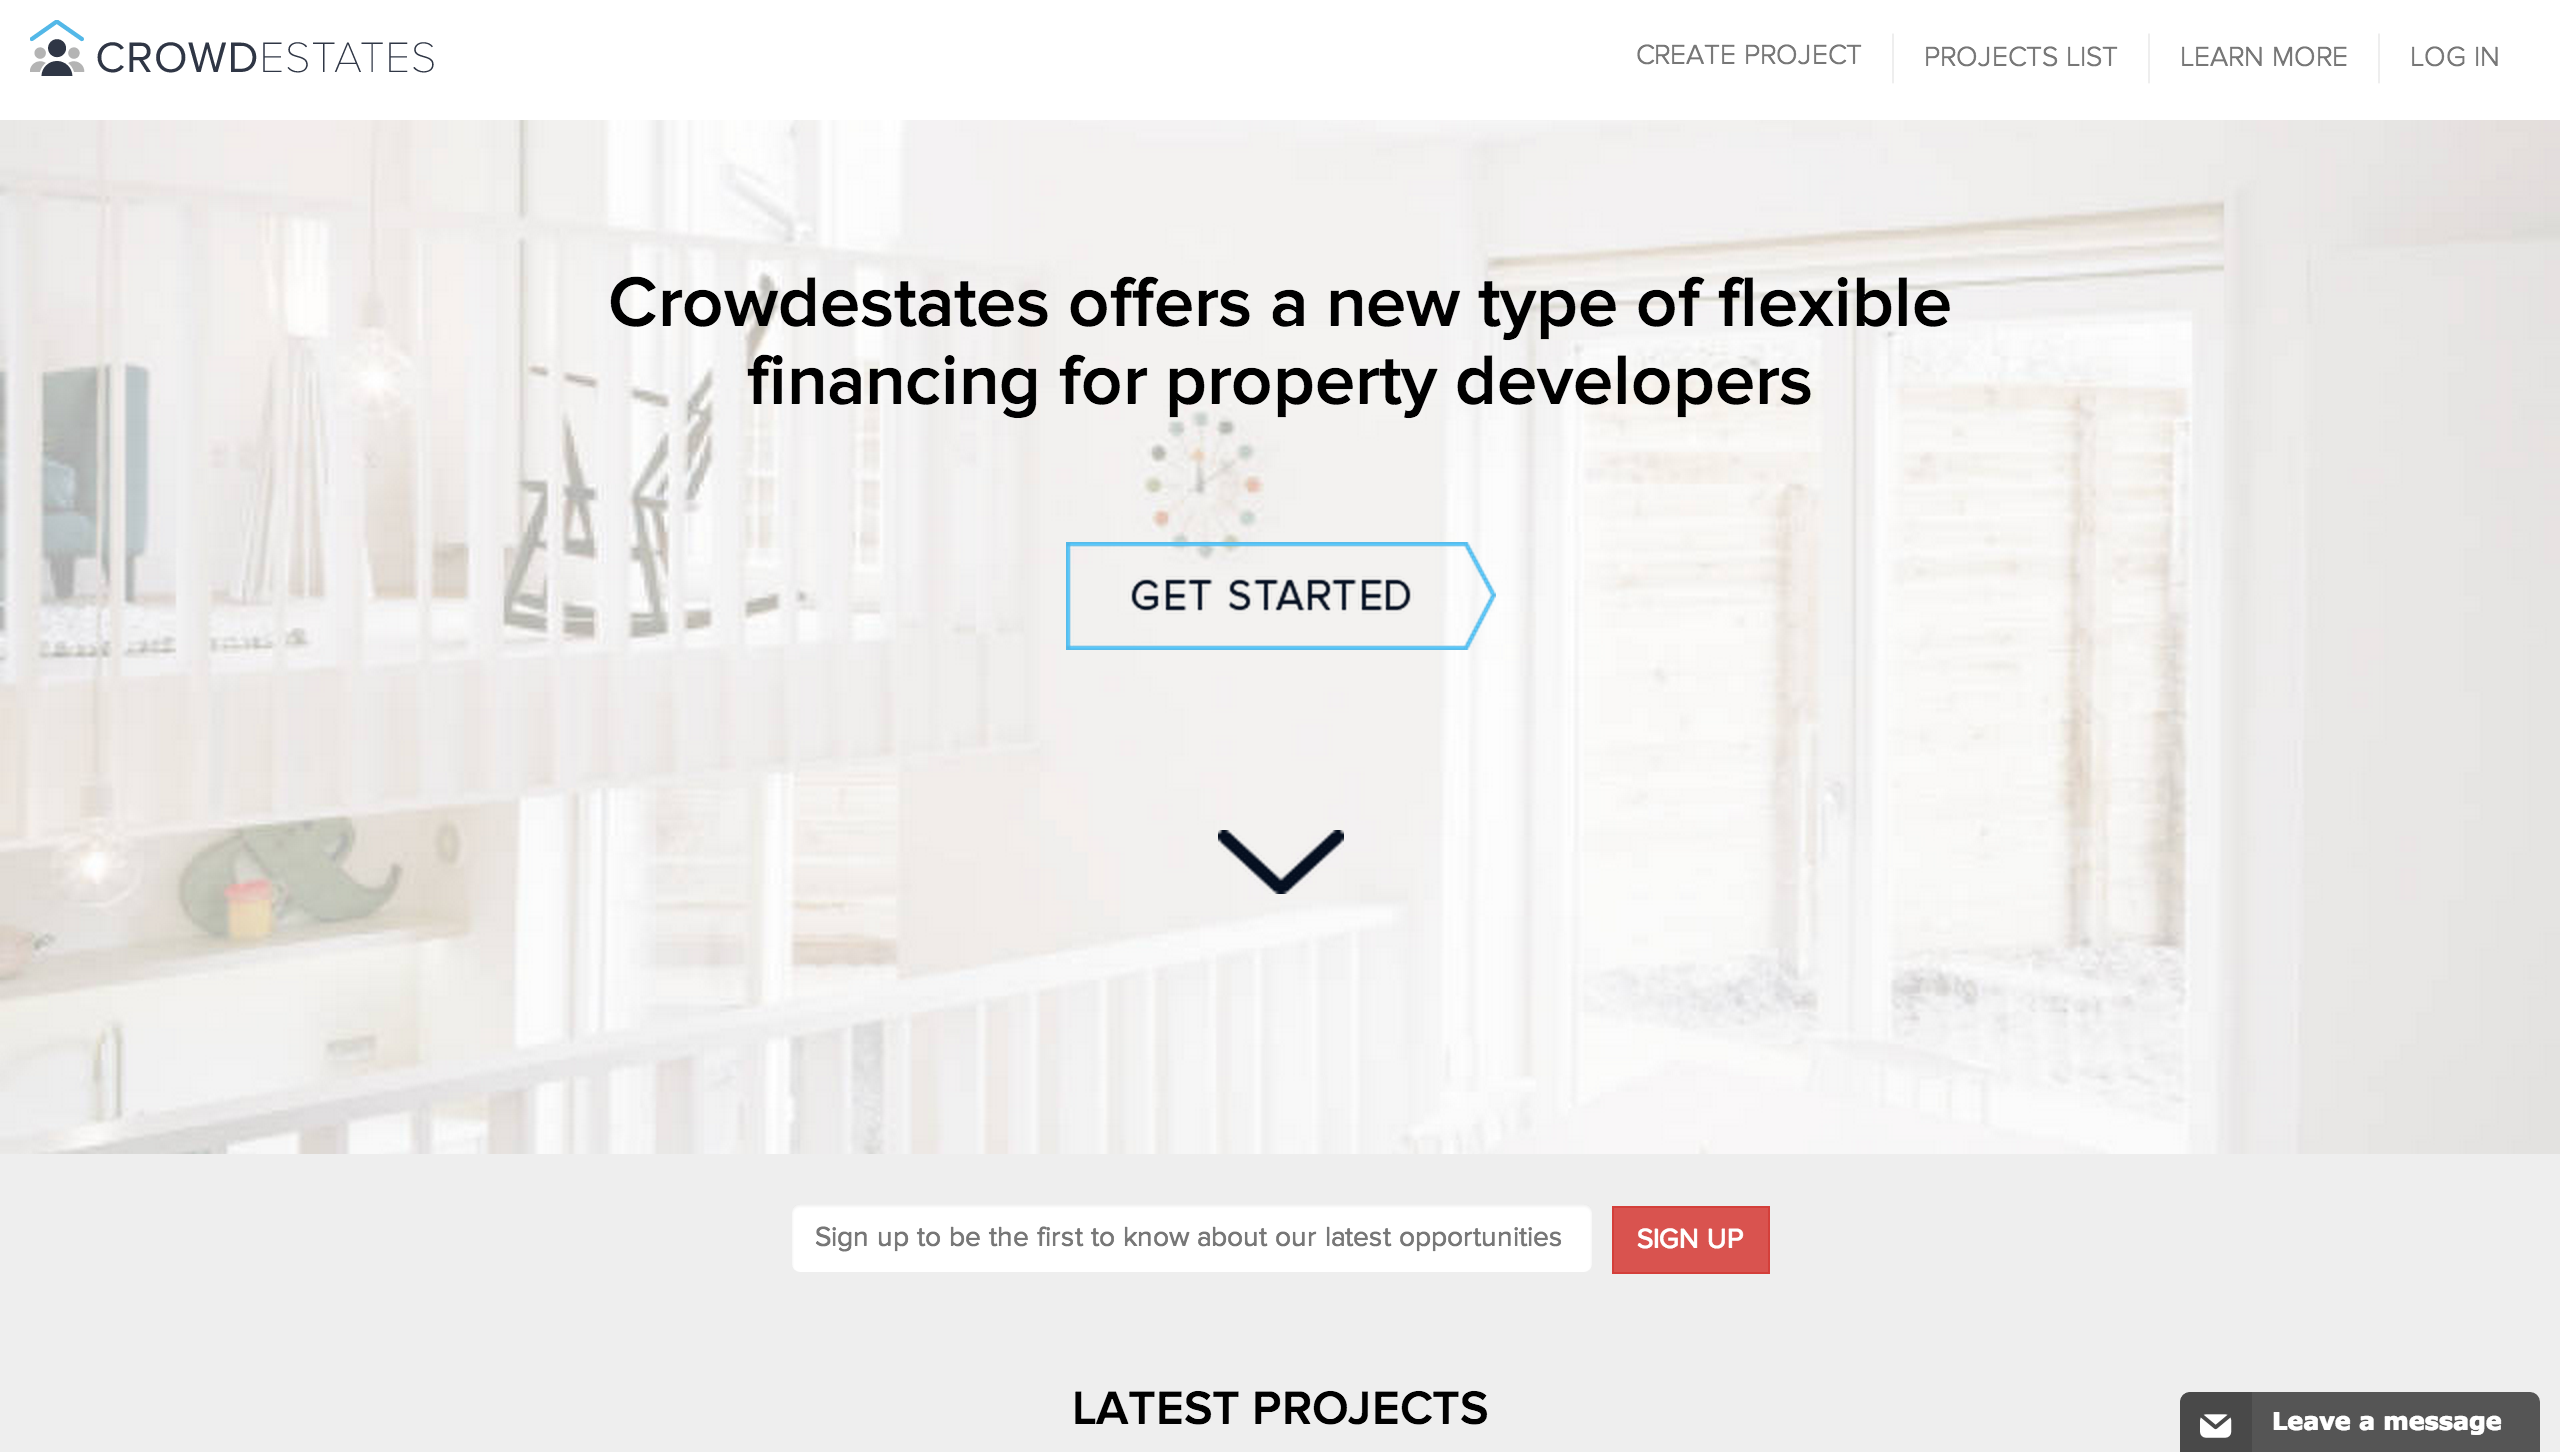 CROWDESTATES
CREATE PROJECT
PROJECTS LIST
LEARN MORE
LOG IN
Crowdestates offers a new type of flexible
financing for property developers
GET STARTED
Sign up to be the first to know about our latest opportunities
SIGN UP
LATEST PROJECTS
Leave a message